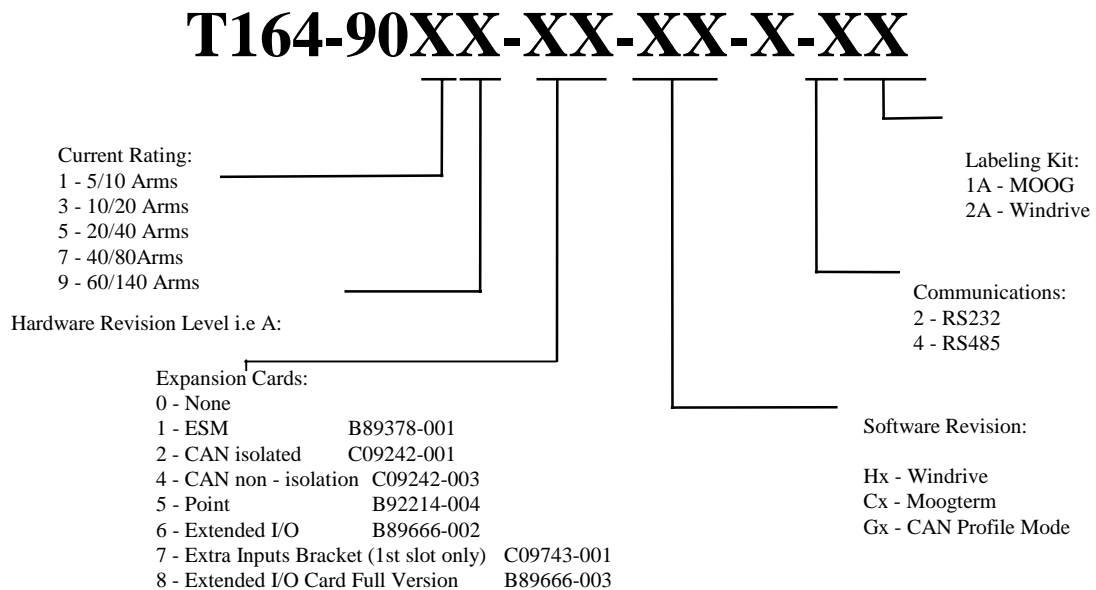 T164-90XX-XX-XX-X-XX
Current Rating:
1 - 5/10 Arms
3 - 10/20 Arms
5 - 20/40 Arms
7 - 40/80Arms
9 - 60/140 Arms
Hardware Revision Level i.e A:
Expansion Cards:
0 - None
1 - ESM B89378-001
2 - CAN isolated C09242-001
4 - CAN non - isolation C09242-003
5 - Point B92214-004
6 - Extended I/O B89666-002
7 - Extra Inputs Bracket (1st slot only) C09743-001
8 - Extended I/O Card Full Version B89666-003
Labeling Kit:
1A - MOOG
2A - Windrive
Communications:
2 - RS232
4 - RS485
Software Revision:
Hx - Windrive
Cx - Moogterm
Gx - CAN Profile Mode